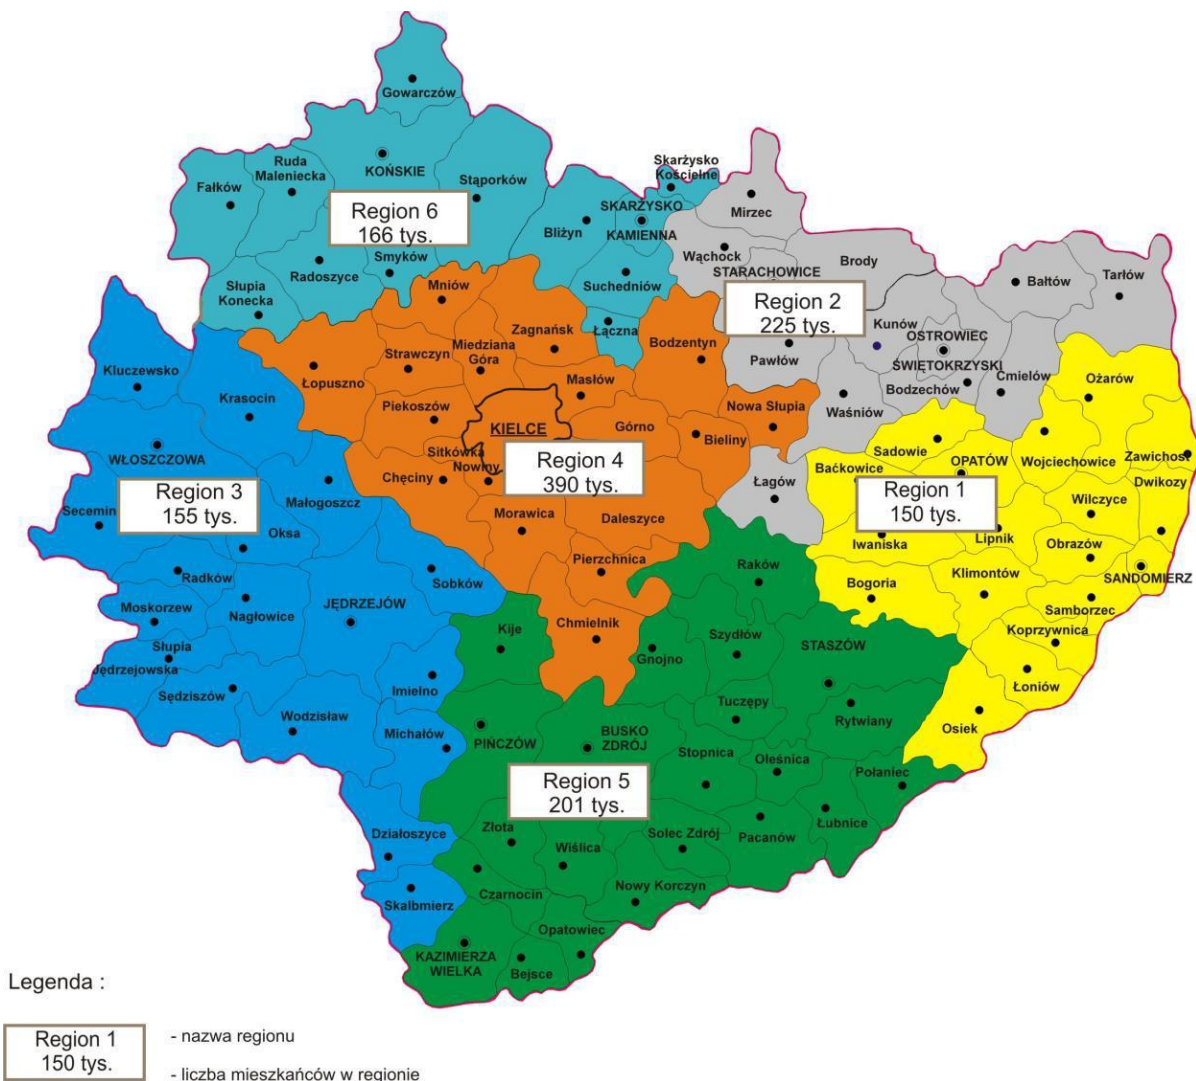 Gowarczów
Ruda
Maleniecka
KOŃSKIE
Fałków
Stąporków
Skarżysko
Kościelne
Region 6
166 tys.
SKARŻYSKO
KAMIENNA
Bliżyn
Mirzec
Smyków
Radoszyce
Słupia
Konecka
Suchedniów
Wąchock
STARACHOWICE
Brody
Bałtów
Tarłów
Mniów
Zagnańsk
Łączna
Region 2
225 tys.
Kunów
OSTROWIEC
ŚWIĘTOKRZYSKI
Bodzentyn
Pawłów
Strawczyn
Miedziana
Góra
Łopuszno
Kluczewsko
Krasocin
Masłów
Bodzechów
Cmielów
Ożarów
Piekoszów
KIELCE
Górno
Nowa Słupia
Waśniów
Bieliny
Sadowie
WŁOSZCZOWA
Sitkówka
Nowiny
Region 4
390 tys.
Chęciny
Baćkowice
OPATÓW
Wojciechowice
Zawichost
Region 3
155 tys.
Małogoszcz
Łagów
Region 1
150 tys.
Dwikozy
Wilczyce
Secemin
Oksa
Morawica
Daleszyce
Iwaniska
Lipnik
Obrazów
Radków
Sobków
Pierzchnica
Raków
Bogoria
Klimontów
SANDOMIERZ
Moskorzew
Nagłowice
JĘDRZEJÓW
Samborzec
Słupia
Jędrzejowska
Kije
Chmielnik
Gnojno
Szydłów
STASZÓW
Koprzywnica
Łoniów
Sędziszów
Imielno
Wodzisław
Michałów
PIŃCZÓW
BUSKO
ZDRÓJ
Tuczępy
Rytwiany
Osiek
Stopnica
Oleśnica
Połaniec
Region 5
201 tys.
Działoszyce
Złota
Wiślica
Solec Zdrój
Pacanów
Łubnice
Skalbmierz
Czarnocin
Nowy Korczyn
Opatowiec
KAZIMIERZA
WIELKA
Bejsce
Legenda :
Region 1
150 tys.
- nazwa regionu
- liczba mieszkańców w regionie